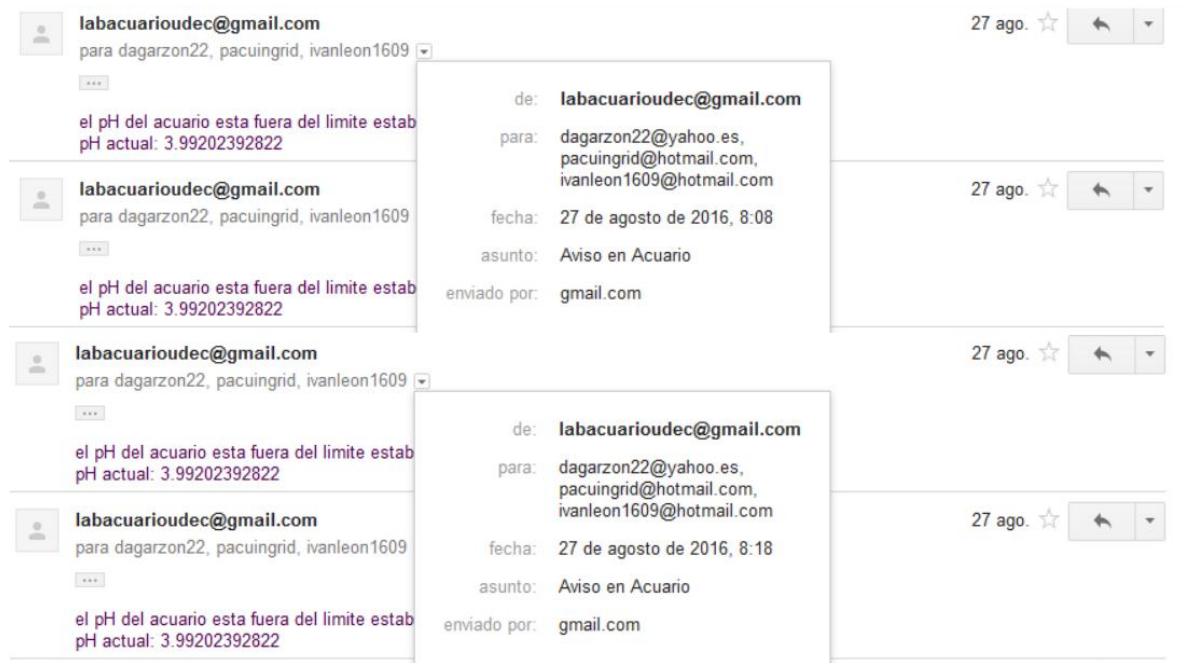 labacuarioudec@gmail.com 27 ago.
para dagarzon22, pacuingrid, ivanleon1609
de: labacuarioudec@gmail.com
el pH del acuario esta fuera del limite estab
pH actual: 3.99202392822
para: dagarzon22@yahoo.es,
pacuingrid@hotmail.com,
ivanleon1609@hotmail.com
labacuarioudec@gmail.com 27 ago.
para dagarzon22, pacuingrid, ivanleon1609
fecha: 27 de agosto de 2016, 8:08
asunto: Aviso en Acuario
el pH del acuario esta fuera del limite estab
pH actual: 3.99202392822
enviado por: gmail.com
labacuarioudec@gmail.com 27 ago.
para dagarzon22, pacuingrid, ivanleon1609
de: labacuarioudec@gmail.com
el pH del acuario esta fuera del limite estab
pH actual: 3.99202392822
para: dagarzon22@yahoo.es,
pacuingrid@hotmail.com,
ivanleon1609@hotmail.com
labacuarioudec@gmail.com 27 ago.
para dagarzon22, pacuingrid, ivanleon1609
fecha: 27 de agosto de 2016, 8:18
asunto: Aviso en Acuario
el pH del acuario esta fuera del limite estab
pH actual: 3.99202392822
enviado por: gmail.com